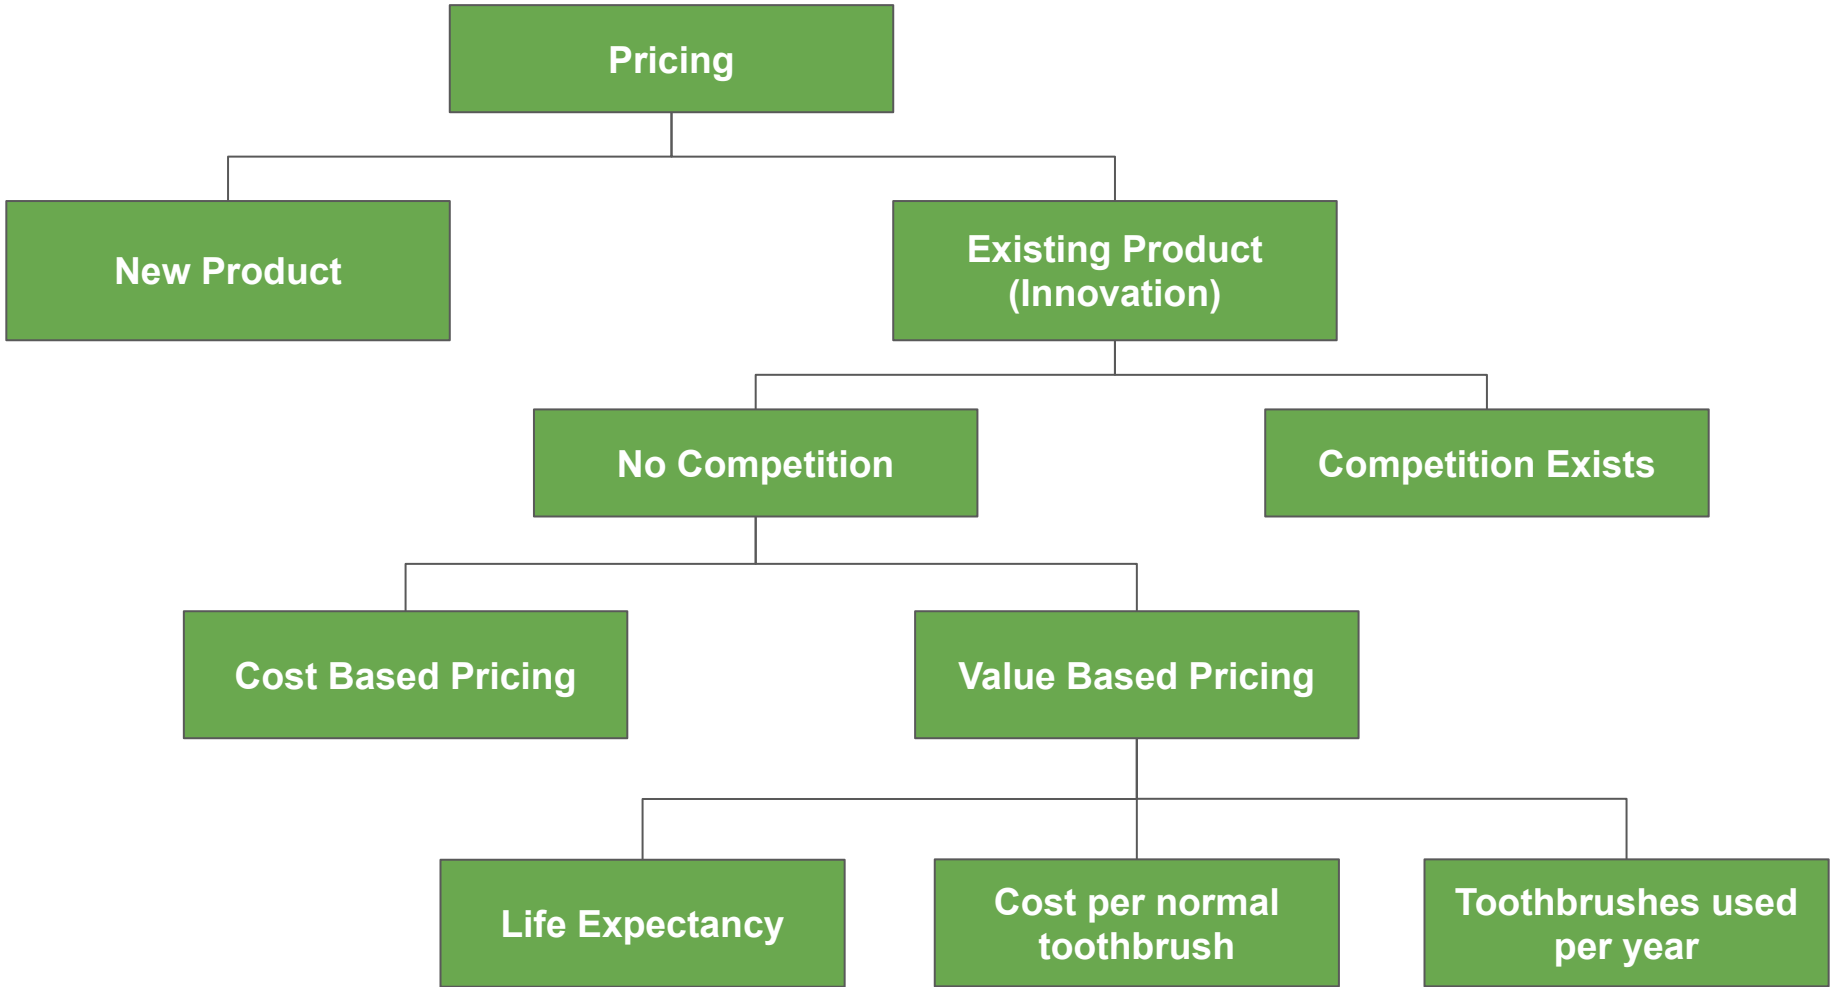 Pricing
New Product
Existing Product
(Innovation)
No Competition
Competition Exists
Cost Based Pricing
Value Based Pricing
Life Expectancy
Cost per normal
toothbrush
Toothbrushes used
per year